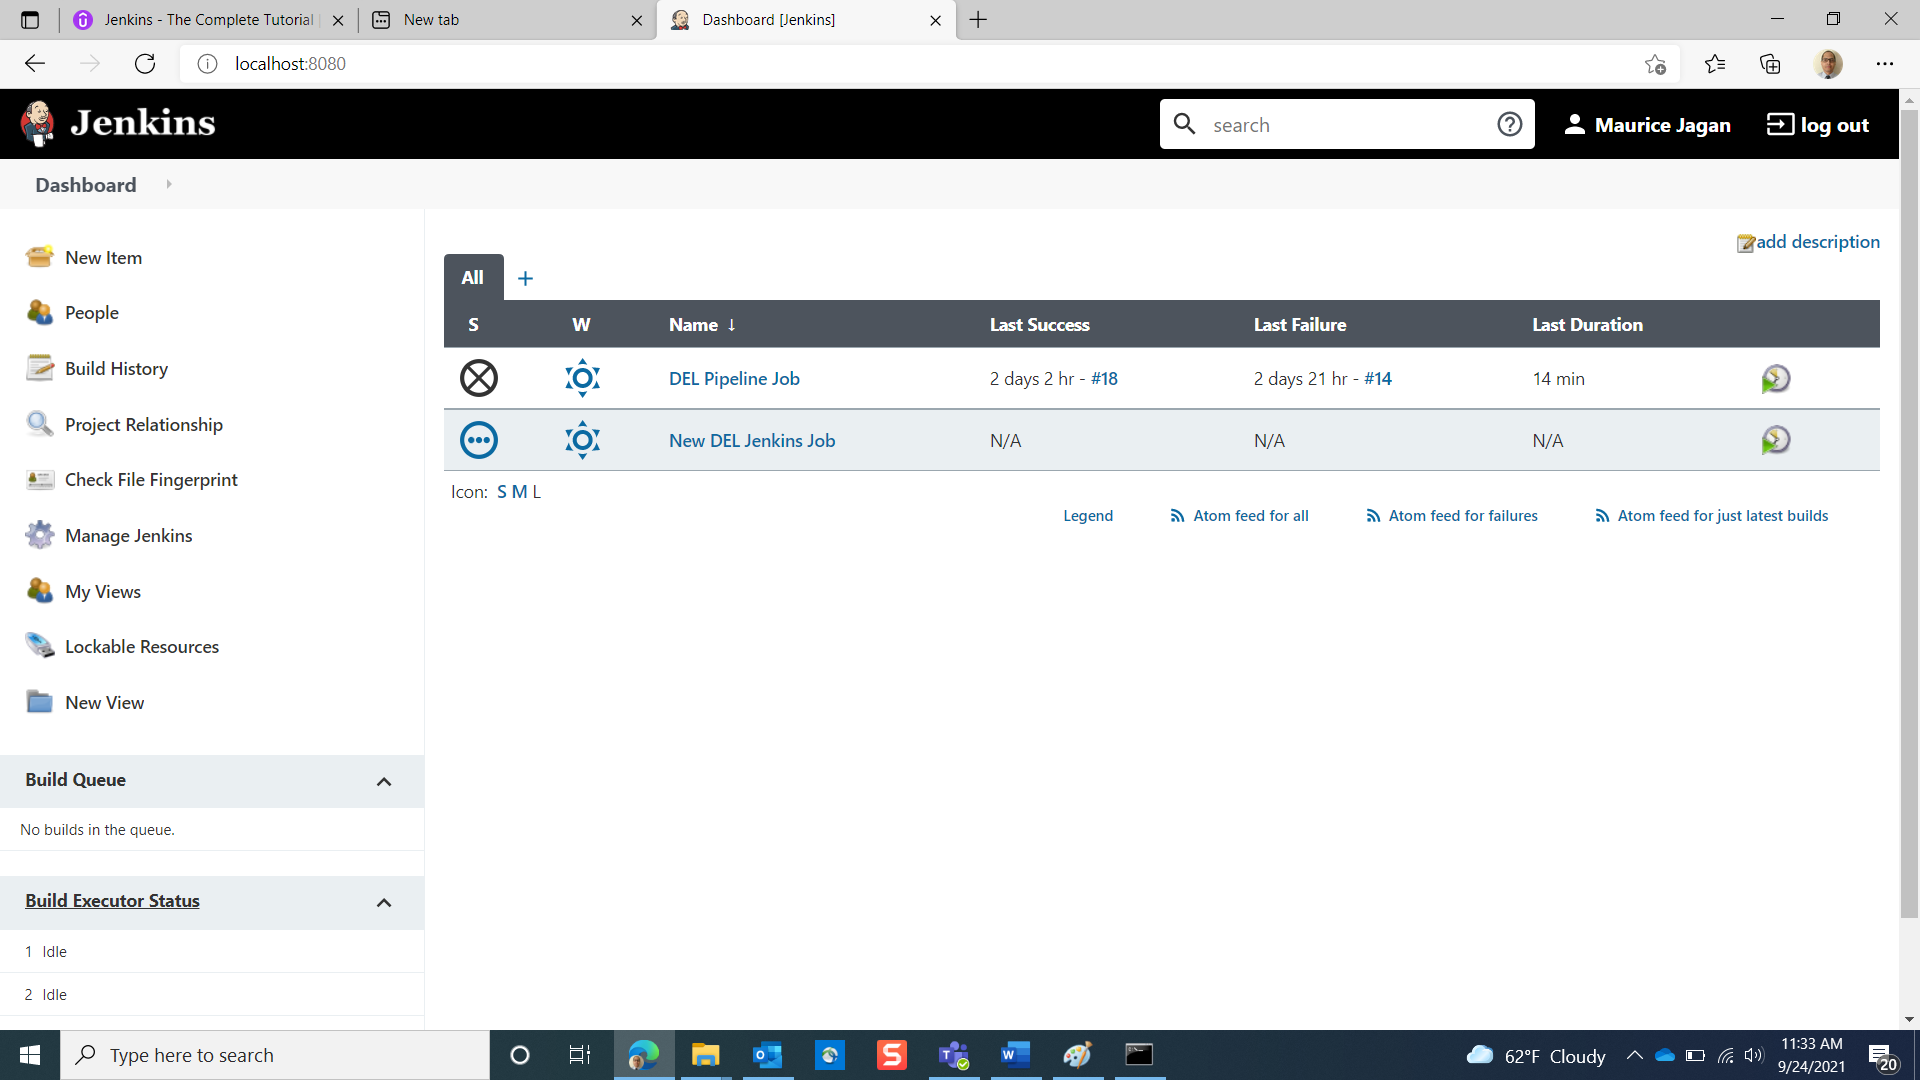 Jenkins - The Complete Tutorial
New tab
Dashboard [Jenkins]
localhost:8080
Jenkins
search
Maurice Jagan
log out
Dashboard
New Item
People
Build History
Project Relationship
Check File Fingerprint
Manage Jenkins
My Views
Lockable Resources
New View
Build Queue
No builds in the queue.
Build Executor Status
1 Idle
2 Idle
add description
All +
S W Name ↓ Last Success Last Failure Last Duration
DEL Pipeline Job 2 days 2 hr - #18 2 days 21 hr - #14 14 min
New DEL Jenkins Job N/A N/A N/A
Icon: S M L
Legend Atom feed for all Atom feed for failures Atom feed for just latest builds
Type here to search
62°F Cloudy
11:33 AM
9/24/2021
20